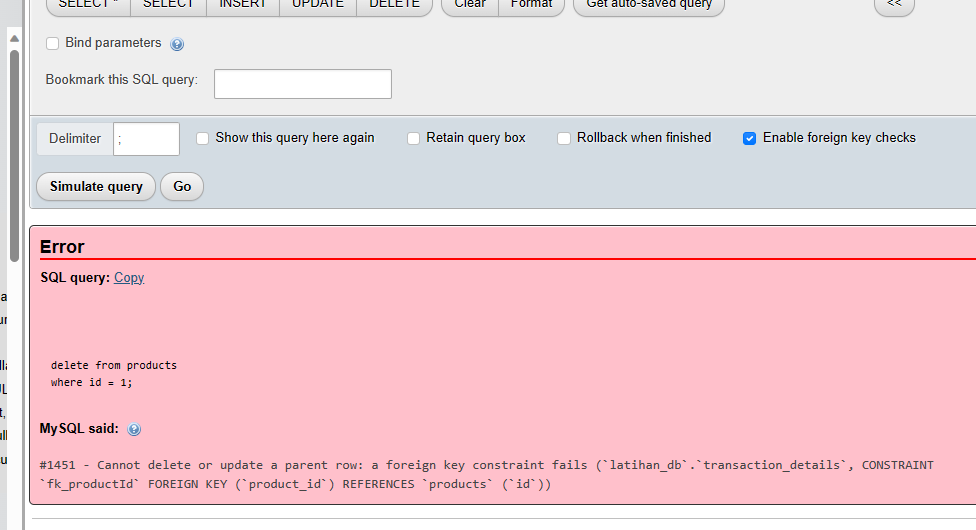 SELECT * SELECT INSERT UPDATE DELETE Clear Format Get auto-saved query <<
Bind parameters
Bookmark this SQL query:
Delimiter ; Show this query here again Retain query box Rollback when finished Enable foreign key checks
Simulate query Go
Error
SQL query: Copy
delete from products
where id = 1;
MySQL said:
#1451 - Cannot delete or update a parent row: a foreign key constraint fails (`latihan_db`.`transaction_details`, CONSTRAINT
`fk_productId` FOREIGN KEY (`product_id`) REFERENCES `products` (`id`))